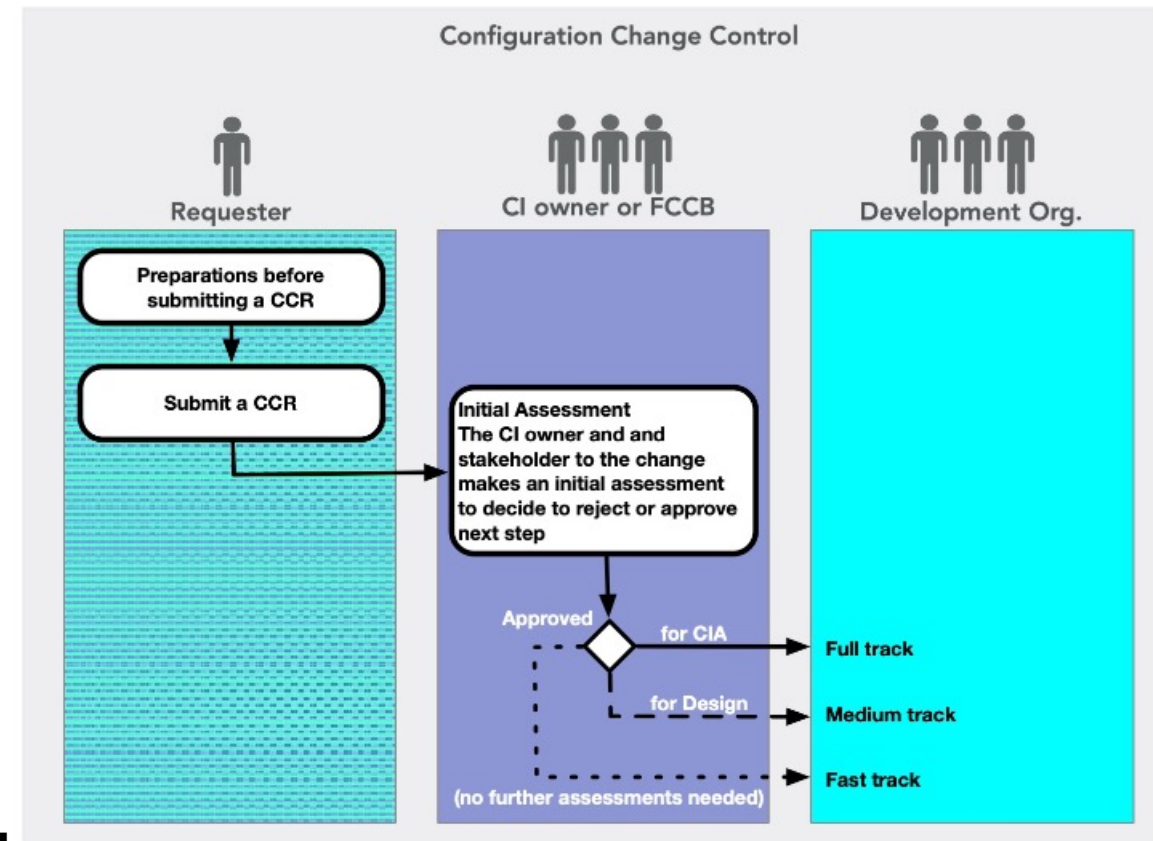 Configuration Change Control
Requester
CI owner or FCCB
Development Org.
Preparations before
submitting a CCR
Submit a CCR
Initial Assessment
The CI owner and and
stakeholder to the change
makes an initial assessment
to decide to reject or approve
next step
Approved
for CIA
Full track
for Design
Medium track
Fast track
(no further assessments needed)